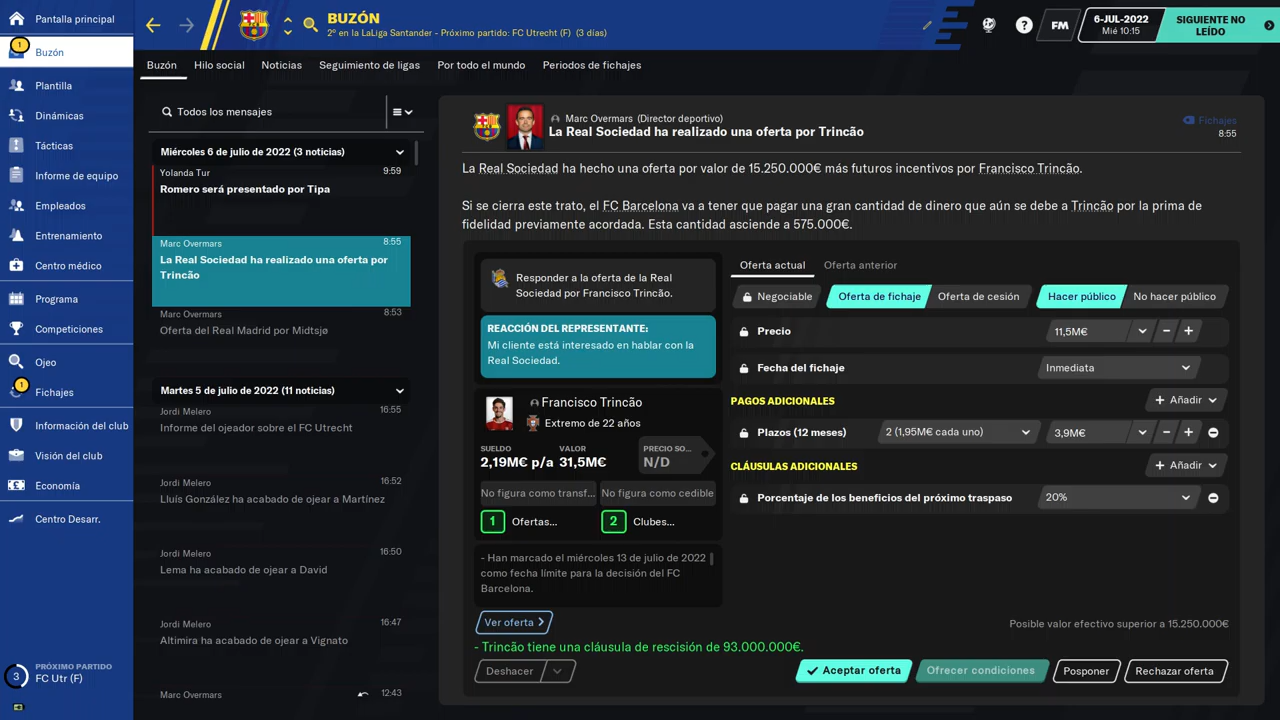 Pantalla principal
1
Buzón
Plantilla
Dinámicas
Tácticas
Informe de equipo
Empleados
Entrenamiento
Centro médico
Programa
Competiciones
Ojeo
1
Fichajes
Información del club
Visión del club
Economía
Centro Desarr.
3
PRÓXIMO PARTIDO
FC Utr (F)
BUZÓN
2º en la LaLiga Santander - Próximo partido: FC Utrecht (F) (3 días)
FM
6-JUL-2022
Mié 10:15
SIGUIENTE NO LEÍDO
Buzón
Hilo social
Noticias
Seguimiento de ligas
Por todo el mundo
Periodos de fichajes
Todos los mensajes
Miércoles 6 de julio de 2022 (3 noticias)
Yolanda Tur 9:59
Romero será presentado por Tipa
Marc Overmars 8:55
La Real Sociedad ha realizado una oferta por
Trincão
Marc Overmars 8:53
Oferta del Real Madrid por Midtsjø
Martes 5 de julio de 2022 (11 noticias)
Jordi Melero 16:55
Informe del ojeador sobre el FC Utrecht
Jordi Melero 16:52
Lluís González ha acabado de ojear a Martínez
Jordi Melero 16:50
Lema ha acabado de ojear a David
Jordi Melero 16:47
Altimira ha acabado de ojear a Vignato
Marc Overmars 12:43
Marc Overmars (Director deportivo)
La Real Sociedad ha realizado una oferta por Trincão
Fichajes
8:55
La Real Sociedad ha hecho una oferta por valor de 15.250.000€ más futuros incentivos por Francisco Trincão.
Si se cierra este trato, el FC Barcelona va a tener que pagar una gran cantidad de dinero que aún se debe a Trincão por la prima de
fidelidad previamente acordada. Esta cantidad asciende a 575.000€.
Responder a la oferta de la Real
Sociedad por Francisco Trincão.
REACCIÓN DEL REPRESENTANTE:
Mi cliente está interesado en hablar con la
Real Sociedad.
Francisco Trincão
Extremo de 22 años
SUELDO
2,19M€ p/a
VALOR
31,5M€
PRECIO SO...
N/D
No figura como transf...
No figura como cedible
1 Ofertas...
2 Clubes...
- Han marcado el miércoles 13 de julio de 2022
como fecha límite para la decisión del FC
Barcelona.
Oferta actual
Oferta anterior
Negociable
Oferta de fichaje
Oferta de cesión
Hacer público
No hacer público
Precio
11,5M€
Fecha del fichaje
Inmediata
PAGOS ADICIONALES
Añadir
Plazos (12 meses)
2 (1,95M€ cada uno)
3,9M€
CLÁUSULAS ADICIONALES
Añadir
Porcentaje de los beneficios del próximo traspaso
20%
Ver oferta
Posible valor efectivo superior a 15.250.000€
- Trincão tiene una cláusula de rescisión de 93.000.000€.
Deshacer
Aceptar oferta
Ofrecer condiciones
Posponer
Rechazar oferta